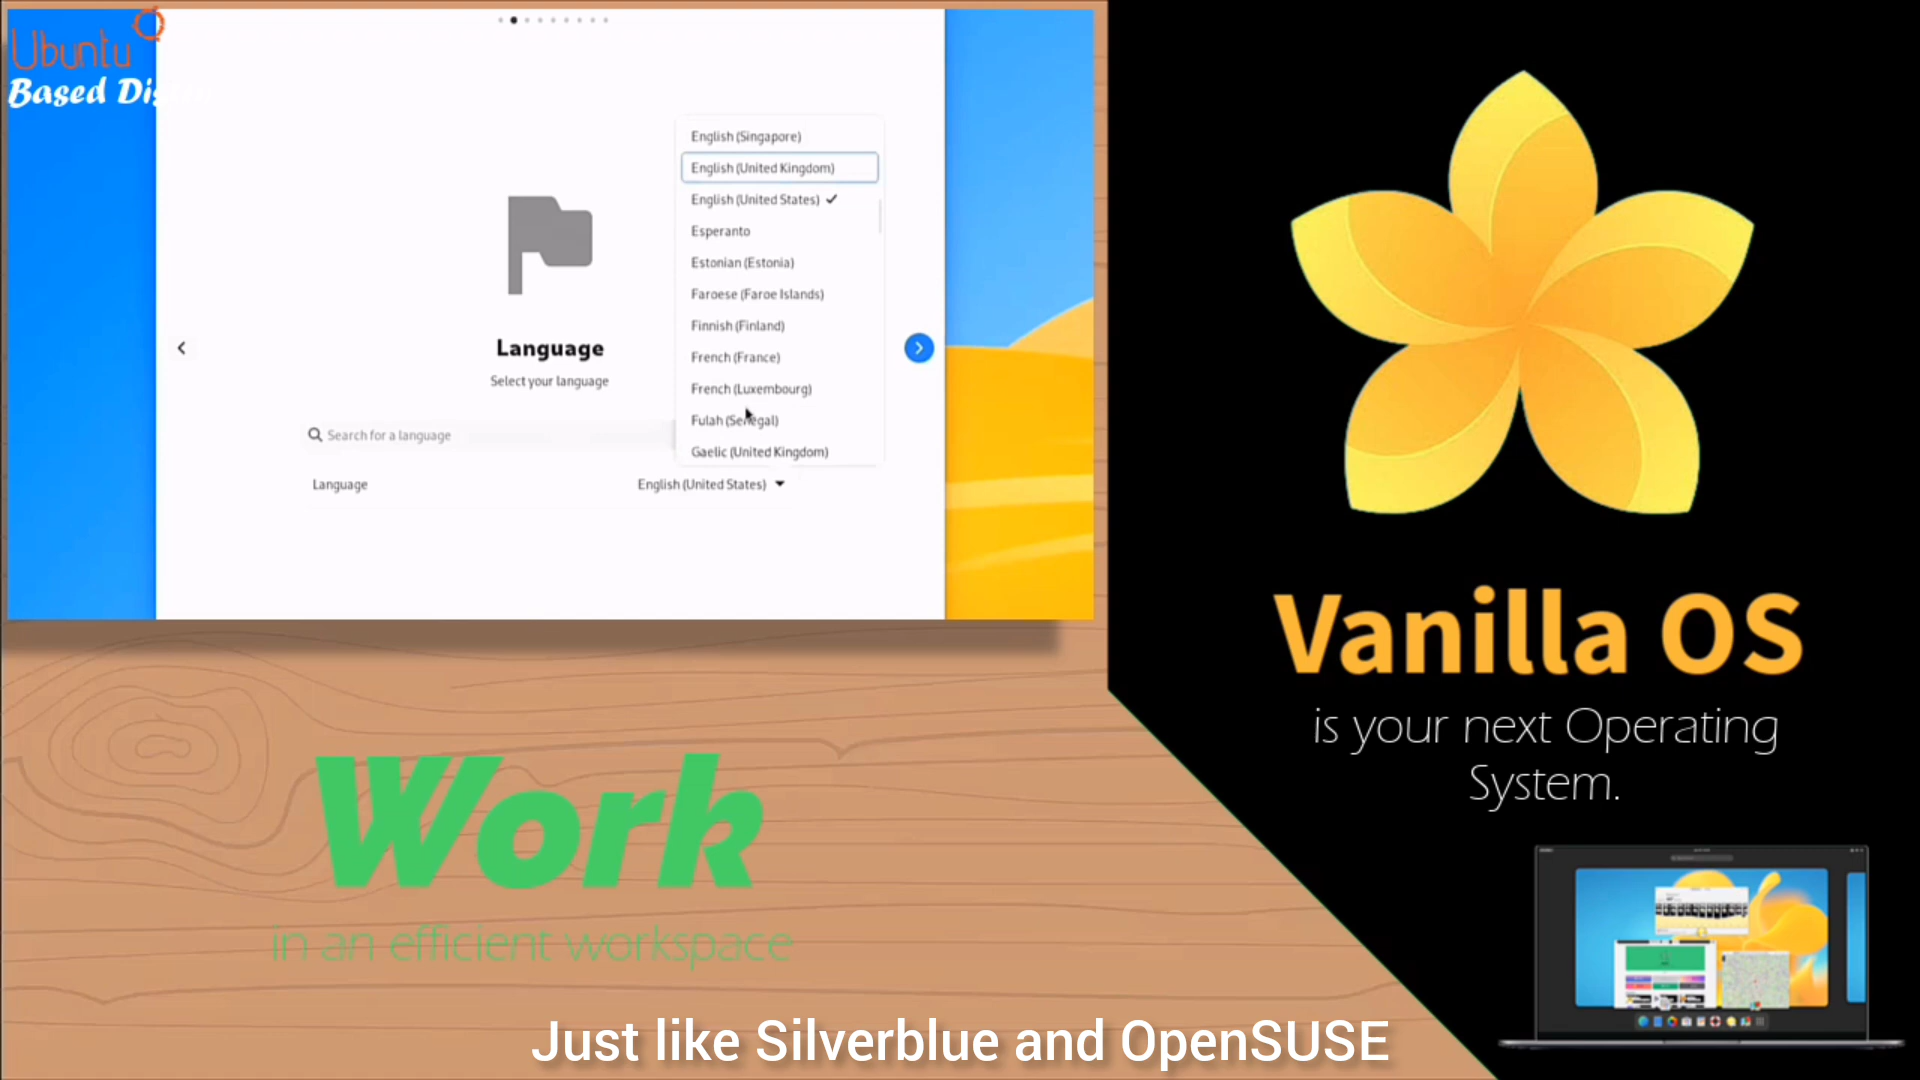 Ubuntu
Based Distro
English (Singapore)
English (United Kingdom)
English (United States) ✓
Esperanto
Estonian (Estonia)
Faroese (Faroe Islands)
Finnish (Finland)
French (France)
French (Luxembourg)
Fulah (Senegal)
Gaelic (United Kingdom)
Language
Select your language
Search for a language
Language
English (United States)
Work
in an efficient workspace
Vanilla OS
is your next Operating
System.
Just like Silverblue and OpenSUSE